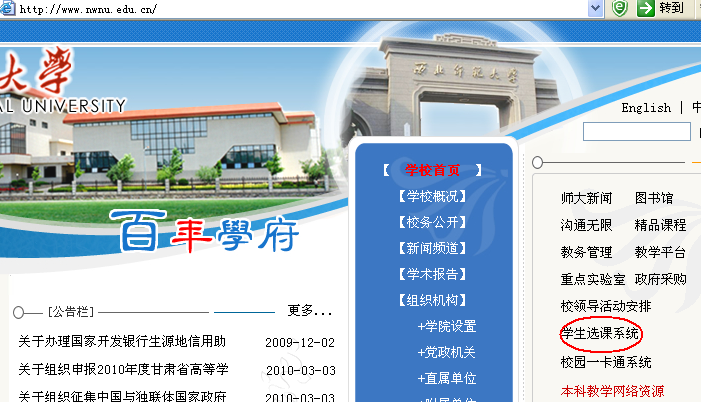 http://www.nwnu.edu.cn/
转到
大学
AL UNIVERSITY
西北师范大学
English | 中
百年學府
【 学校首页 】
【学校概况】
【校务公开】
【新闻频道】
【学术报告】
【组织机构】
+学院设置
+党政机关
+直属单位
+附属单位
师大新闻 图书馆
沟通无限 精品课程
教务管理 教学平台
重点实验室 政府采购
校领导活动安排
学生选课系统
校园一卡通系统
本科教学网络资源
[公告栏] 更多...
关于办理国家开发银行生源地信用助 2009-12-02
关于组织申报2010年度甘肃省高等学 2010-03-03
关于组织征集中国与独联体国家政府 2010-03-03